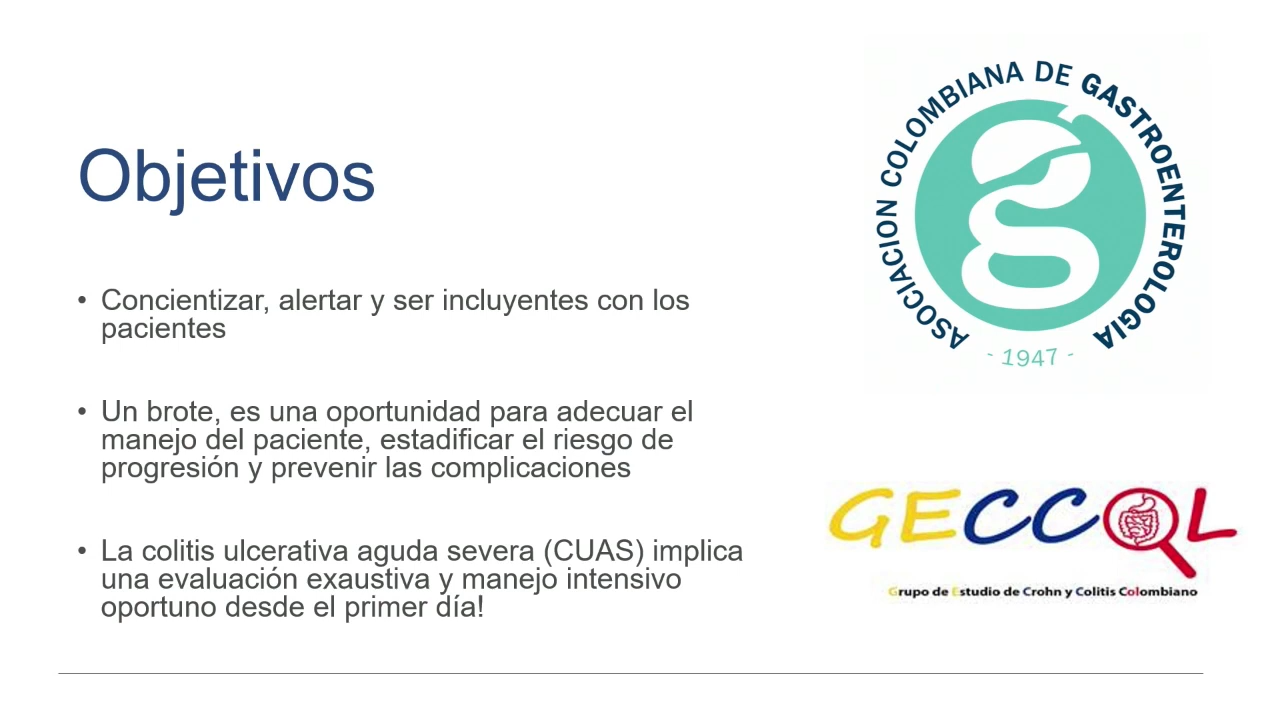 Objetivos
• Concientizar, alertar y ser incluyentes con los
pacientes
• Un brote, es una oportunidad para adecuar el
manejo del paciente, estadificar el riesgo de
progresión y prevenir las complicaciones
• La colitis ulcerativa aguda severa (CUAS) implica
una evaluación exaustiva y manejo intensivo
oportuno desde el primer día!
ASOCIACION COLOMBIANA DE GASTROENTEROLOGIA
- 1947 -
GECCOL
Grupo de Estudio de Crohn y Colitis Colombiano